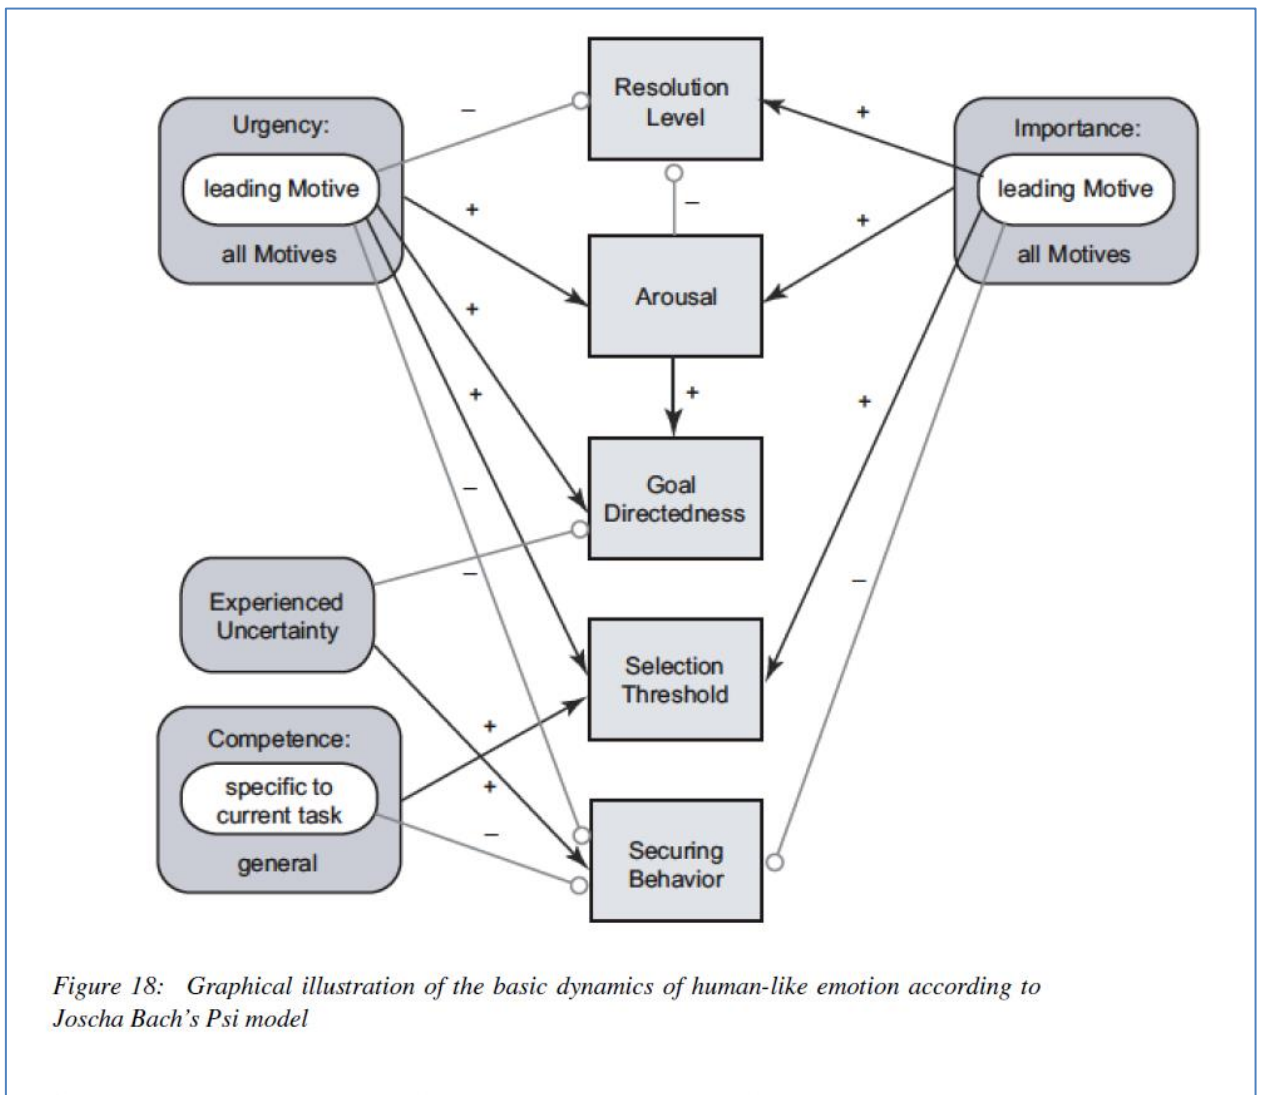 Resolution
Level
Urgency:
leading Motive
all Motives
Importance:
leading Motive
all Motives
–
+
+
–
+
Arousal
+
+
+
Goal
Directedness
–
–
+
–
Experienced
Uncertainty
Selection
Threshold
Competence:
specific to
current task
general
+
+
–
Securing
Behavior
Figure 18: Graphical illustration of the basic dynamics of human-like emotion according to
Joscha Bach's Psi model